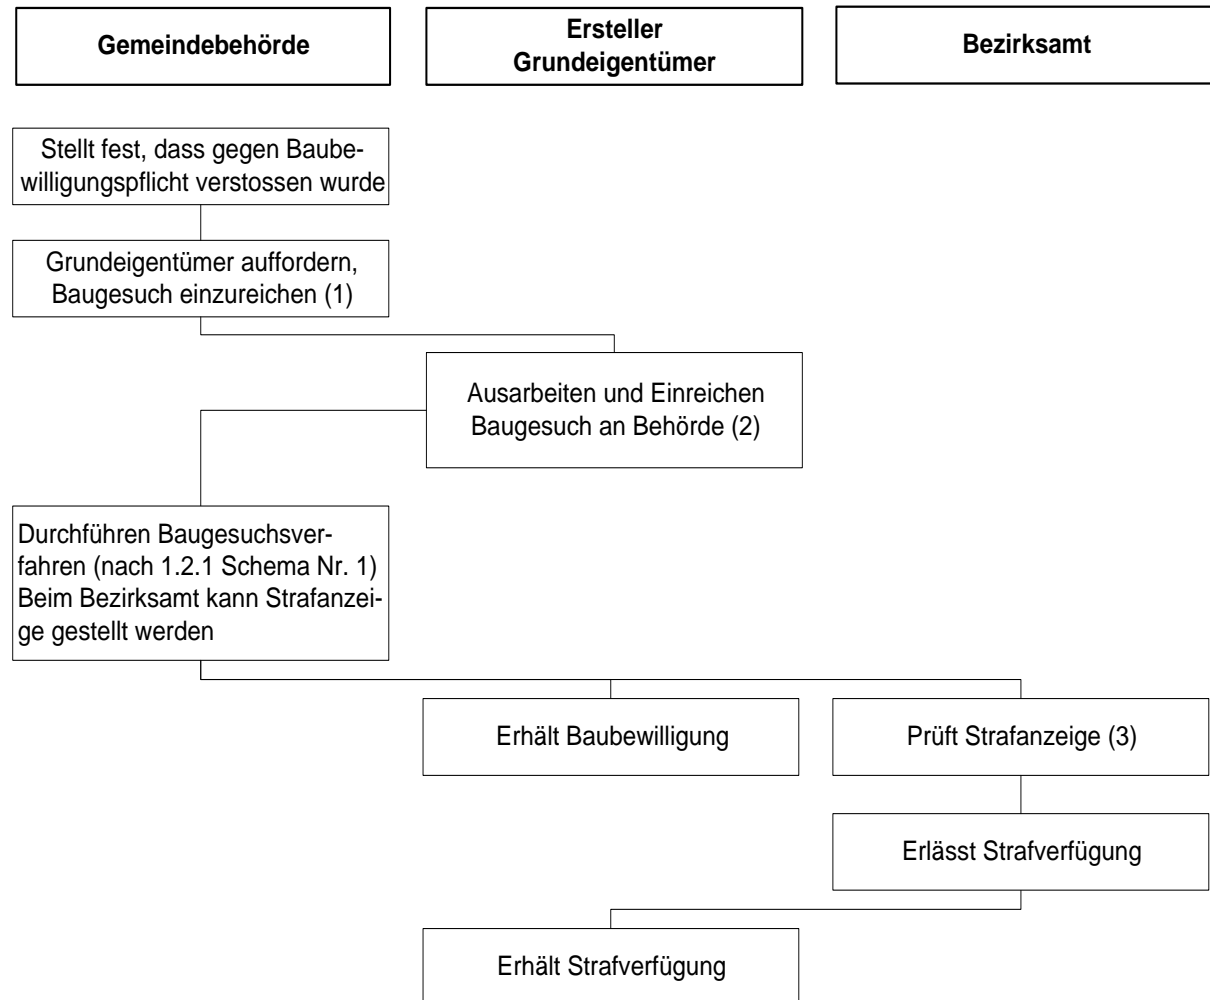 Gemeindebehörde
Ersteller
Grundeigentümer
Bezirksamt
Stellt fest, dass gegen Baube-
willigungspflicht verstossen wurde
Grundeigentümer auffordern,
Baugesuch einzureichen (1)
Ausarbeiten und Einreichen
Baugesuch an Behörde (2)
Durchführen Baugesuchsver-
fahren (nach 1.2.1 Schema Nr. 1)
Beim Bezirksamt kann Strafanzei-
ge gestellt werden
Erhält Baubewilligung
Prüft Strafanzeige (3)
Erlässt Strafverfügung
Erhält Strafverfügung